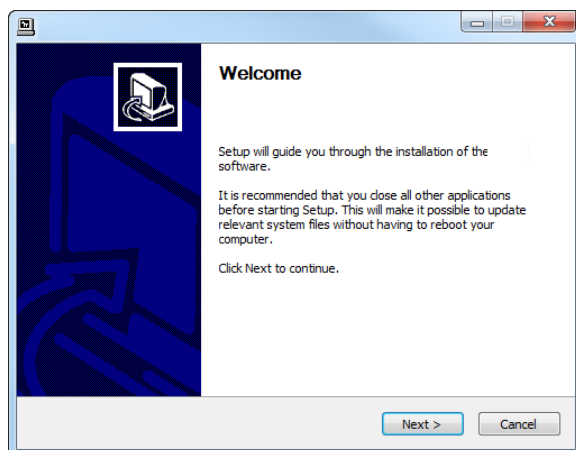 Welcome
Setup will guide you through the installation of the
software.
It is recommended that you close all other applications
before starting Setup. This will make it possible to update
relevant system files without having to reboot your
computer.
Click Next to continue.
Next >
Cancel